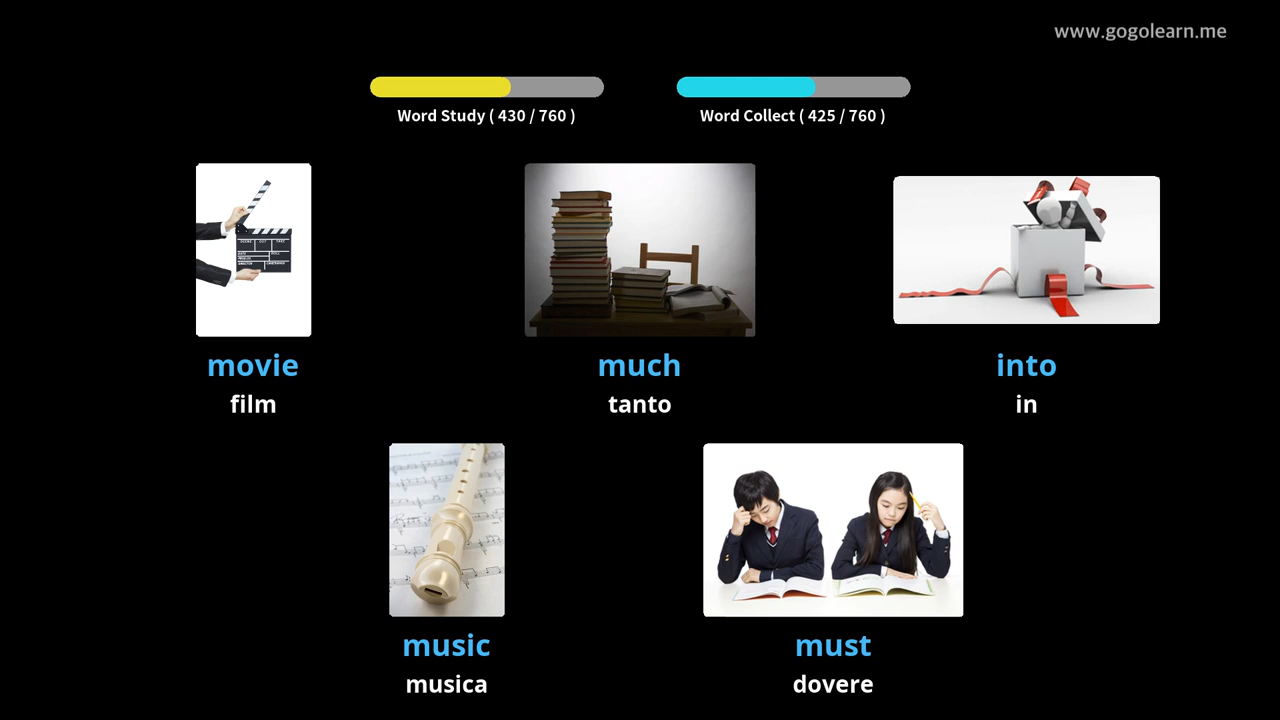 www.gogolearn.me
Word Study ( 430 / 760 )
Word Collect ( 425 / 760 )
movie
film
much
tanto
into
in
music
musica
must
dovere